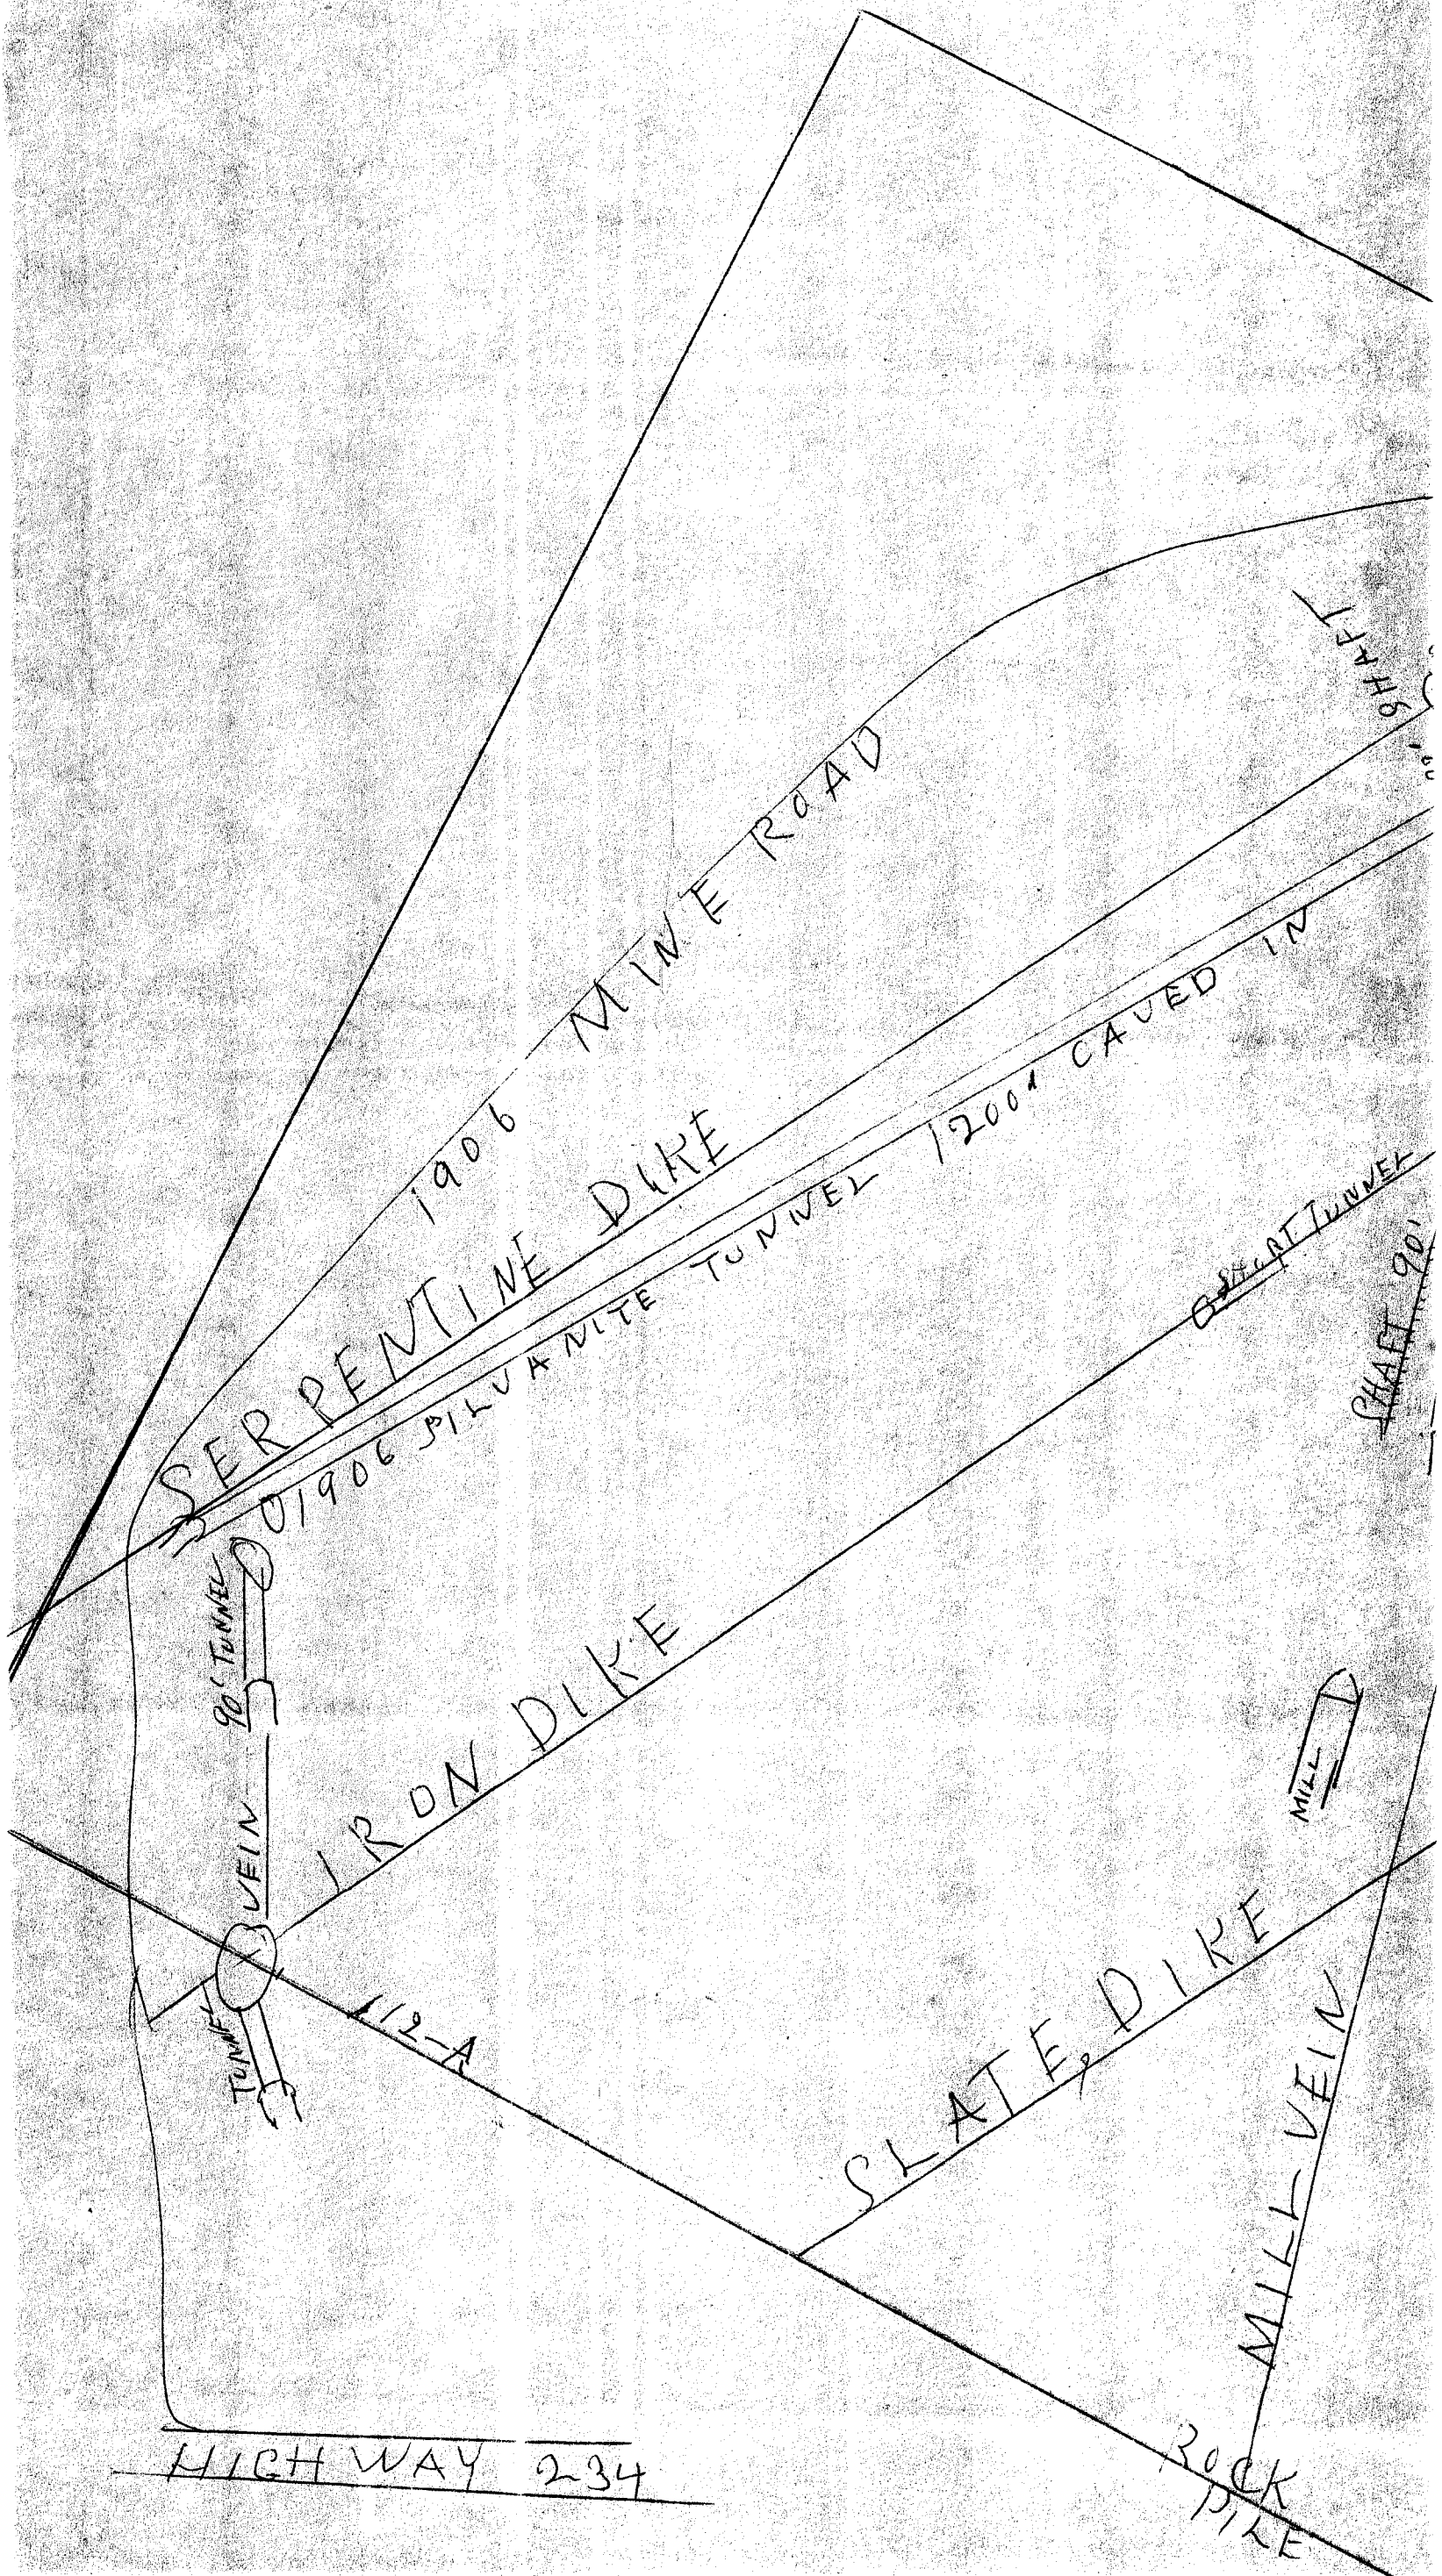 SHAFT
1906 MINE ROAD
SERPENTINE DIKE
1906 SILVANITE TUNNEL 1200' CAVED IN
SHORT TUNNEL
SHAFT 90'
90' TUNNEL
VEIN
IRON DIKE
MILL
TUNNEL
112-A
SLATE, DIKE
MILL VEIN
HIGHWAY 234
ROCK
PILE